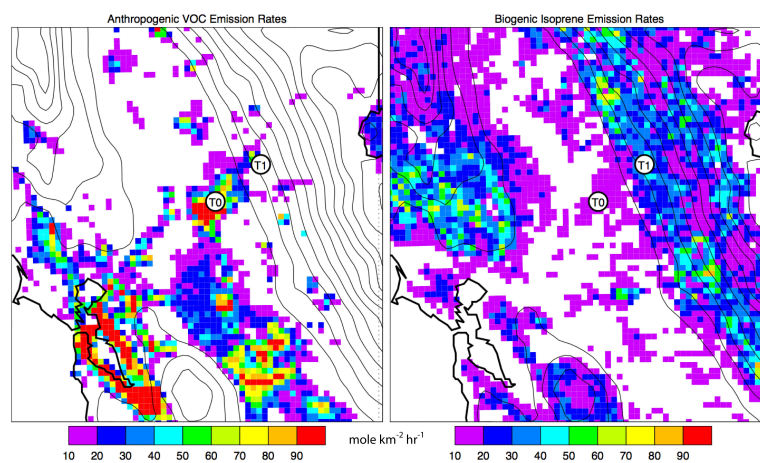 Anthropogenic VOC Emission Rates
Biogenic Isoprene Emission Rates
T1
T0
T1
T0
10 20 30 40 50 60 70 80 90
mole km⁻² hr⁻¹
10 20 30 40 50 60 70 80 90